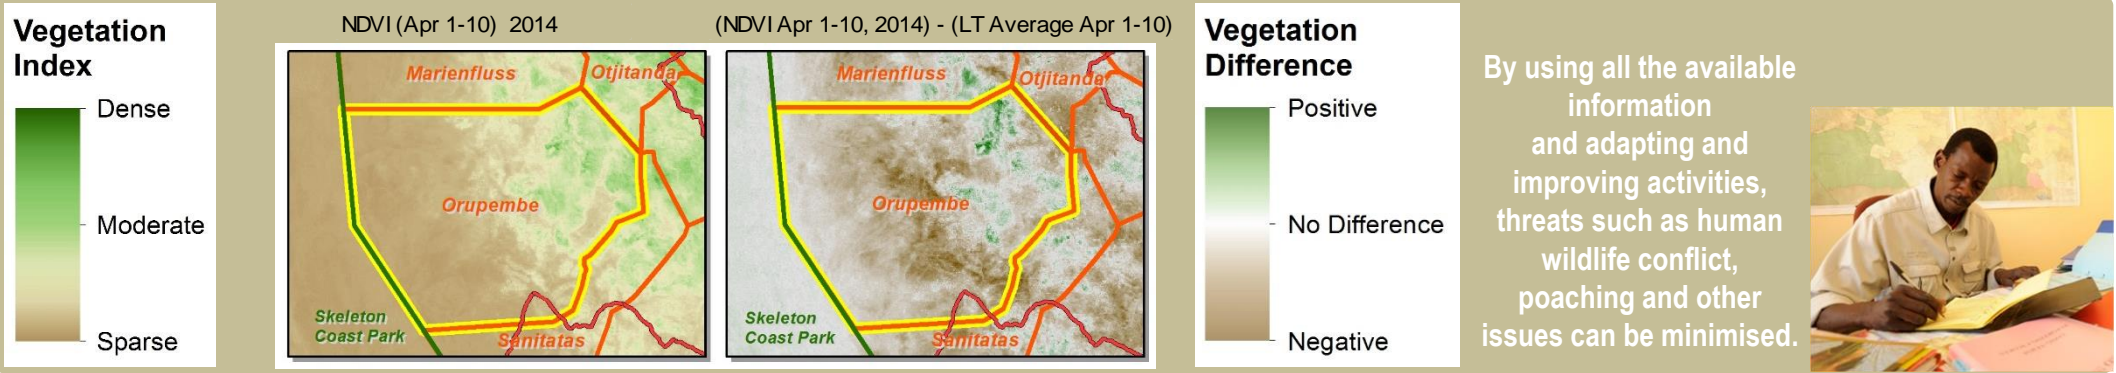 Vegetation
Index
Dense
Moderate
Sparse
NDVI (Apr 1-10) 2014
Marienfluss
Otjitanda
Orupembe
Skeleton
Coast Park
Sanitatas
(NDVI Apr 1-10, 2014) - (LT Average Apr 1-10)
Marienfluss
Otjitanda
Orupembe
Skeleton
Coast Park
Sanitatas
Vegetation
Difference
Positive
No Difference
Negative
By using all the available
information
and adapting and
improving activities,
threats such as human
wildlife conflict,
poaching and other
issues can be minimised.